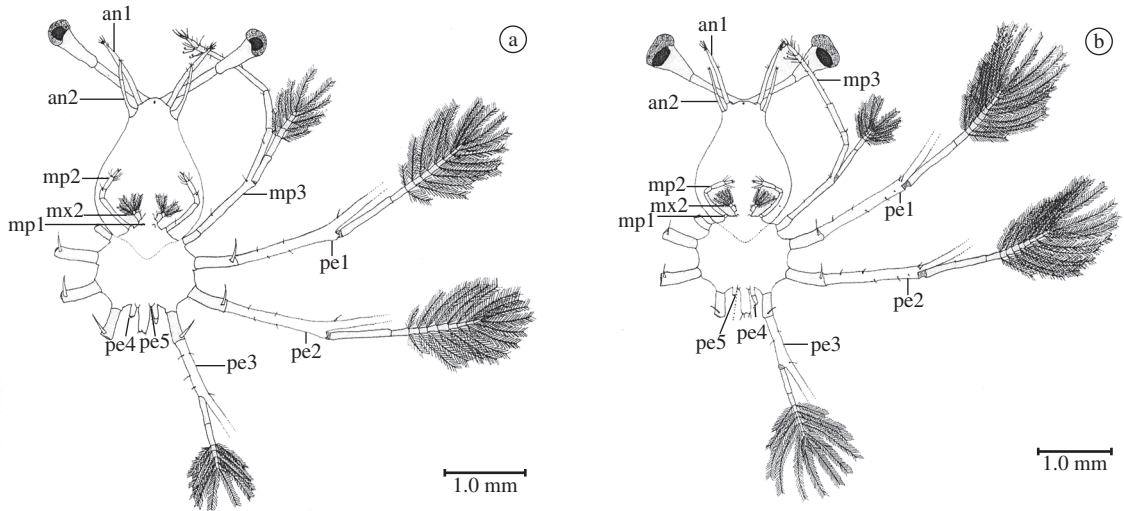 an1
a
an2
mp2
mx2
mp1
mp3
pe1
pe2
pe4
pe5
pe3
1.0 mm
an1
b
an2
mp3
mp2
mx2
mp1
pe1
pe2
pe5
pe4
pe3
1.0 mm